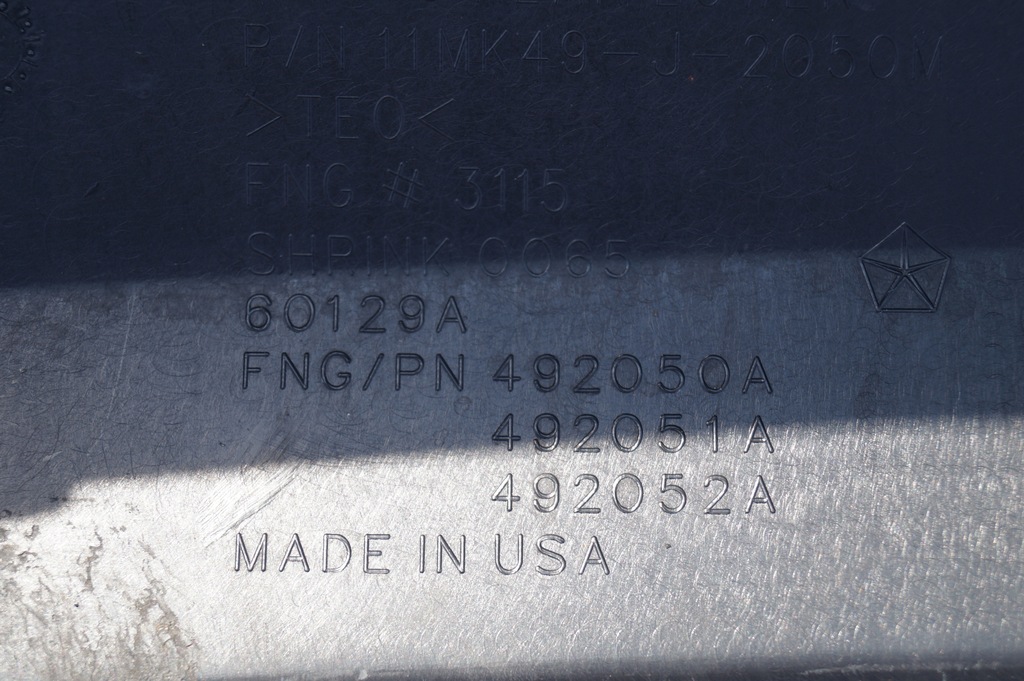 P/N 11MK49-J-2050M
>TEO<
FNG # 3115
SHRINK C065
60129A
FNG/PN 492050A
492051A
492052A
MADE IN USA